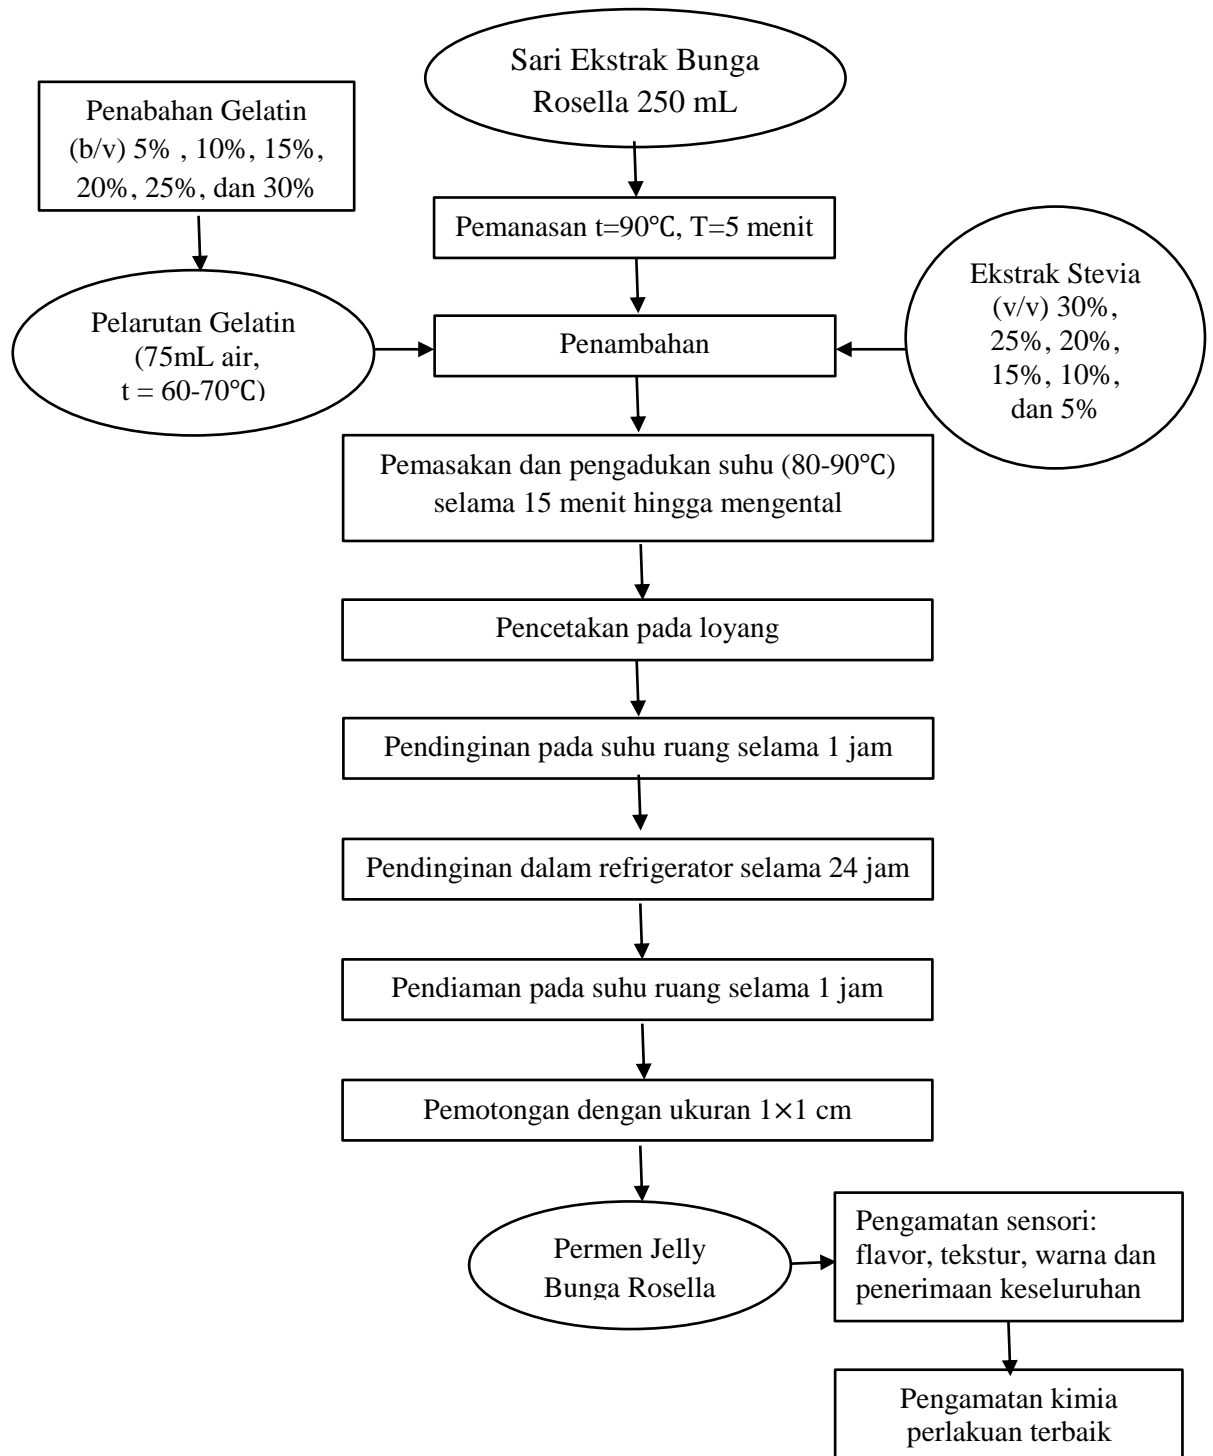 Sari Ekstrak Bunga
Rosella 250 mL
Penabahan Gelatin
(b/v) 5% , 10%, 15%,
20%, 25%, dan 30%
Pemanasan t=90℃, T=5 menit
Pelarutan Gelatin
(75mL air,
t = 60-70℃)
Penambahan
Ekstrak Stevia
(v/v) 30%,
25%, 20%,
15%, 10%,
dan 5%
Pemasakan dan pengadukan suhu (80-90℃)
selama 15 menit hingga mengental
Pencetakan pada loyang
Pendinginan pada suhu ruang selama 1 jam
Pendinginan dalam refrigerator selama 24 jam
Pendiaman pada suhu ruang selama 1 jam
Pemotongan dengan ukuran 1×1 cm
Permen Jelly
Bunga Rosella
Pengamatan sensori:
flavor, tekstur, warna dan
penerimaan keseluruhan
Pengamatan kimia
perlakuan terbaik